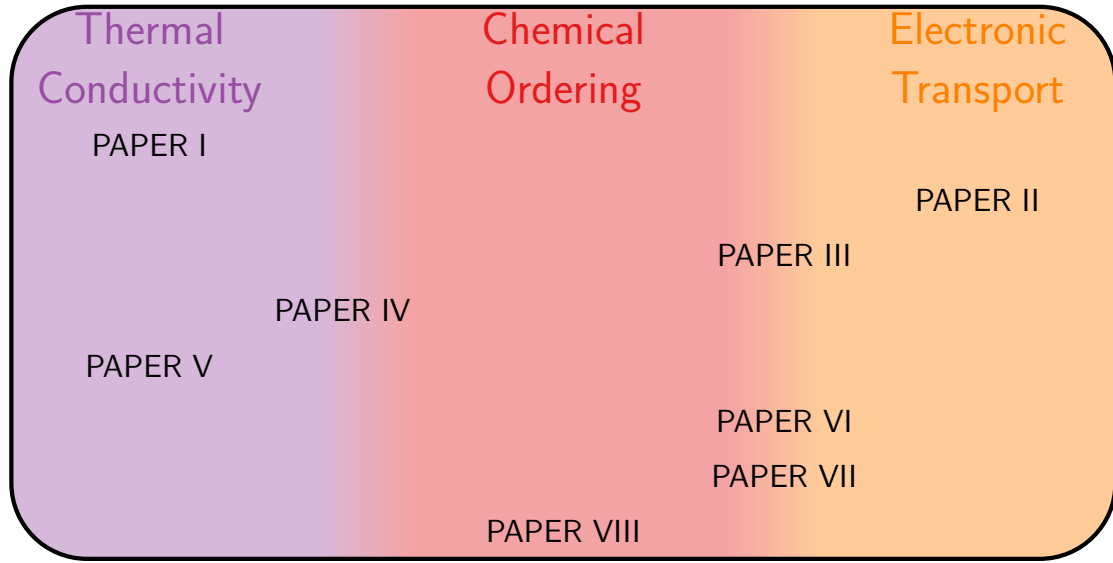 Thermal
Conductivity
Chemical
Ordering
Electronic
Transport
PAPER I
PAPER II
PAPER III
PAPER IV
PAPER V
PAPER VI
PAPER VII
PAPER VIII